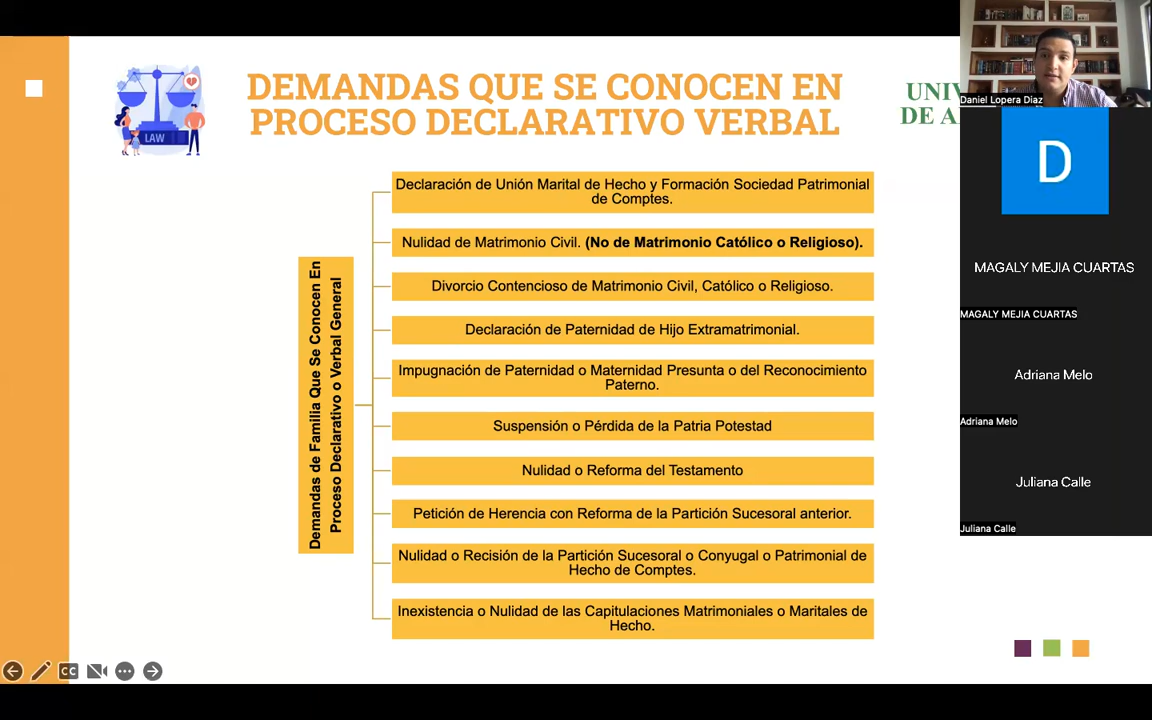 DEMANDAS QUE SE CONOCEN EN
PROCESO DECLARATIVO VERBAL
LAW
Demandas de Familia Que Se Conocen En
Proceso Declarativo o Verbal General
Declaración de Unión Marital de Hecho y Formación Sociedad Patrimonial
de Comptes.
Nulidad de Matrimonio Civil. (No de Matrimonio Católico o Religioso).
Divorcio Contencioso de Matrimonio Civil, Católico o Religioso.
Declaración de Paternidad de Hijo Extramatrimonial.
Impugnación de Paternidad o Maternidad Presunta o del Reconocimiento
Paterno.
Suspensión o Pérdida de la Patria Potestad
Nulidad o Reforma del Testamento
Petición de Herencia con Reforma de la Partición Sucesoral anterior.
Nulidad o Recisión de la Partición Sucesoral o Conyugal o Patrimonial de
Hecho de Comptes.
Inexistencia o Nulidad de las Capitulaciones Matrimoniales o Maritales de
Hecho.
CC
DE
Daniel Lopera Diaz
D
MAGALY MEJIA CUARTAS
MAGALY MEJIA CUARTAS
Adriana Melo
Adriana Melo
Juliana Calle
Juliana Calle